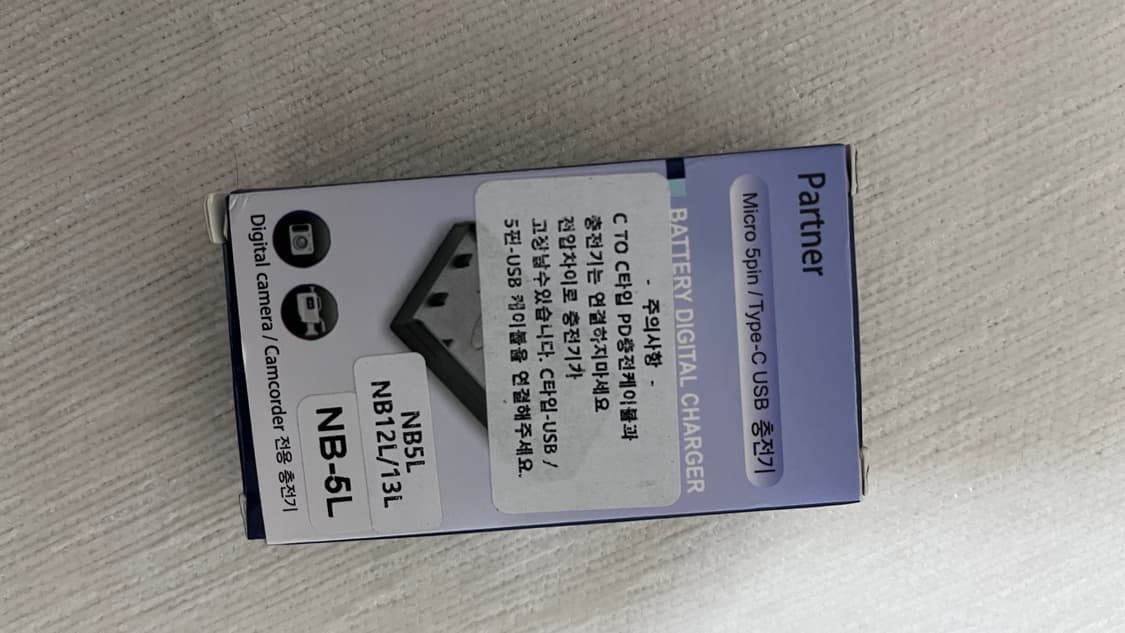 Partner
Micro 5pin / Type-C USB 충전기
BATTERY DIGITAL CHARGER
- 주의사항 -
C TO C타입 PD충전케이블과
충전기는 연결하지마세요
전압차이로 충전기가
고장날수있습니다. C타입-USB /
5핀-USB 케이블을 연결해주세요.
NB5L
NB12L/13L
NB-5L
Digital camera / Camcorder 전용 충전기